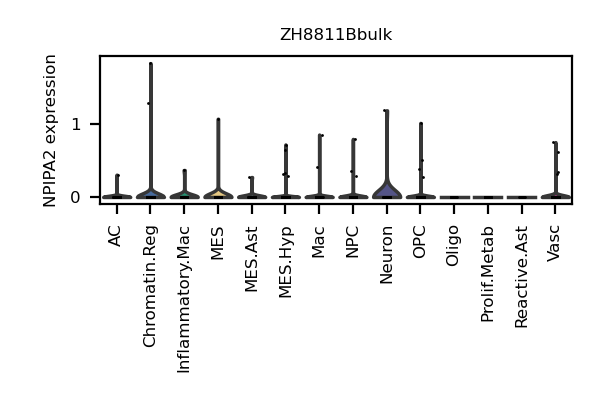 ZH8811Bbulk
NPIPA2 expression
1
0
AC
Chromatin.Reg
Inflammatory.Mac
MES
MES.Ast
MES.Hyp
Mac
NPC
Neuron
OPC
Oligo
Prolif.Metab
Reactive.Ast
Vasc